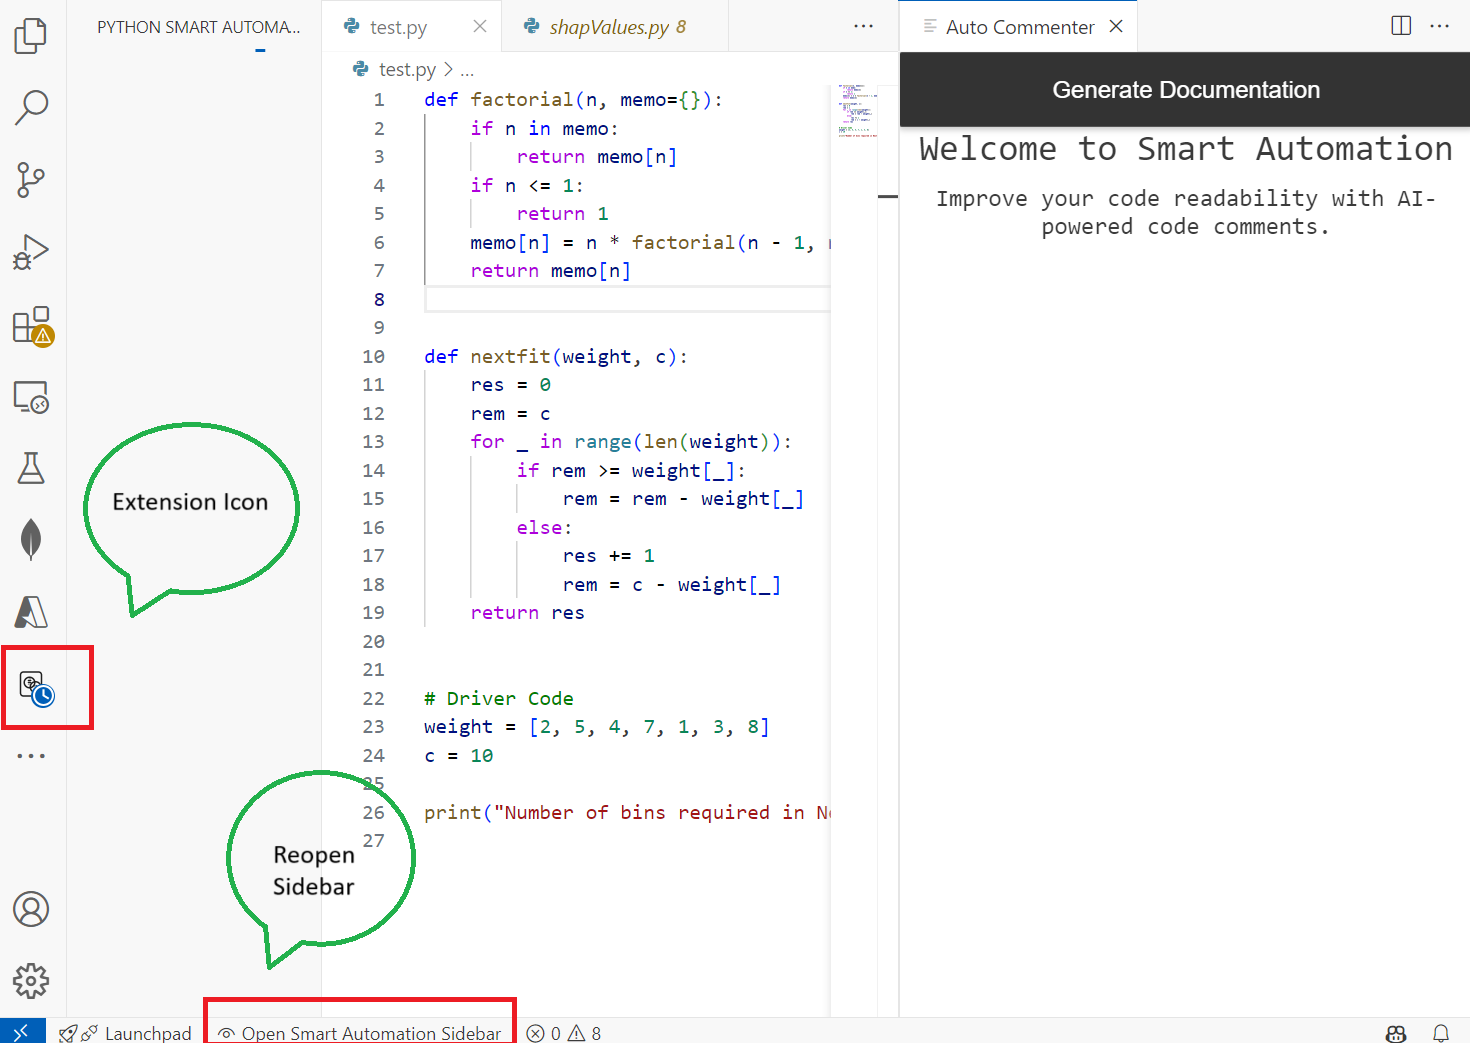 PYTHON SMART AUTOMA...
test.py
shapValues.py 8
Auto Commenter
test.py > ...
Generate Documentation
Welcome to Smart Automation
Improve your code readability with AI-
powered code comments.
1 def factorial(n, memo={}):
2 if n in memo:
3 return memo[n]
4 if n <= 1:
5 return 1
6 memo[n] = n * factorial(n - 1,
7 return memo[n]
8
9
10 def nextfit(weight, c):
11 res = 0
12 rem = c
13 for _ in range(len(weight)):
14 if rem >= weight[_]:
15 rem = rem - weight[_]
16 else:
17 res += 1
18 rem = c - weight[_]
19 return res
20
21
22 # Driver Code
23 weight = [2, 5, 4, 7, 1, 3, 8]
24 c = 10
25
26 print("Number of bins required in
27
Extension Icon
Reopen
Sidebar
Launchpad
Open Smart Automation Sidebar
0
8